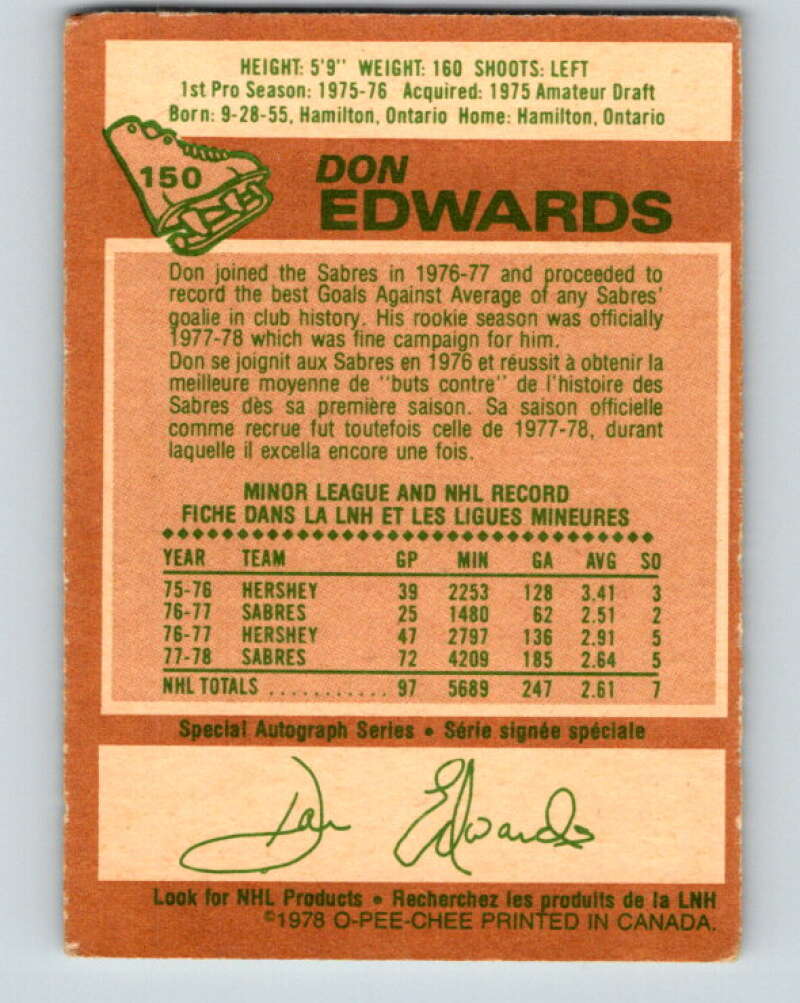 HEIGHT: 5'9" WEIGHT: 160 SHOOTS: LEFT
1st Pro Season: 1975-76 Acquired: 1975 Amateur Draft
Born: 9-28-55, Hamilton, Ontario Home: Hamilton, Ontario
150
DON
EDWARDS
Don joined the Sabres in 1976-77 and proceeded to
record the best Goals Against Average of any Sabres'
goalie in club history. His rookie season was officially
1977-78 which was fine campaign for him.
Don se joignit aux Sabres en 1976 et réussit à obtenir la
meilleure moyenne de "buts contre" de l'histoire des
Sabres dès sa première saison. Sa saison officielle
comme recrue fut toutefois celle de 1977-78, durant
laquelle il excella encore une fois.
MINOR LEAGUE AND NHL RECORD
FICHE DANS LA LNH ET LES LIGUES MINEURES
YEAR TEAM GP MIN GA AVG SO
75-76 HERSHEY 39 2253 128 3.41 3
76-77 SABRES 25 1480 62 2.51 2
76-77 HERSHEY 47 2797 136 2.91 5
77-78 SABRES 72 4209 185 2.64 5
NHL TOTALS ........... 97 5689 247 2.61 7
Special Autograph Series • Série signée spéciale
Don Edwards
Look for NHL Products • Recherchez les produits de la LNH
©1978 O-PEE-CHEE PRINTED IN CANADA.